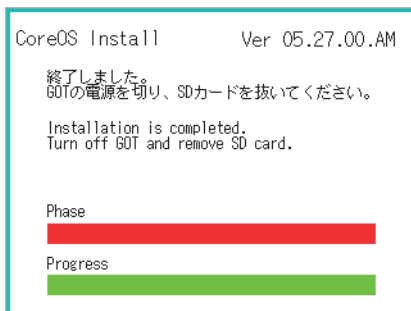 CoreOS Install Ver 05.27.00.AM
終了しました。
GOTの電源を切り、SDカードを抜いてください。
Installation is completed.
Turn off GOT and remove SD card.
Phase
Progress